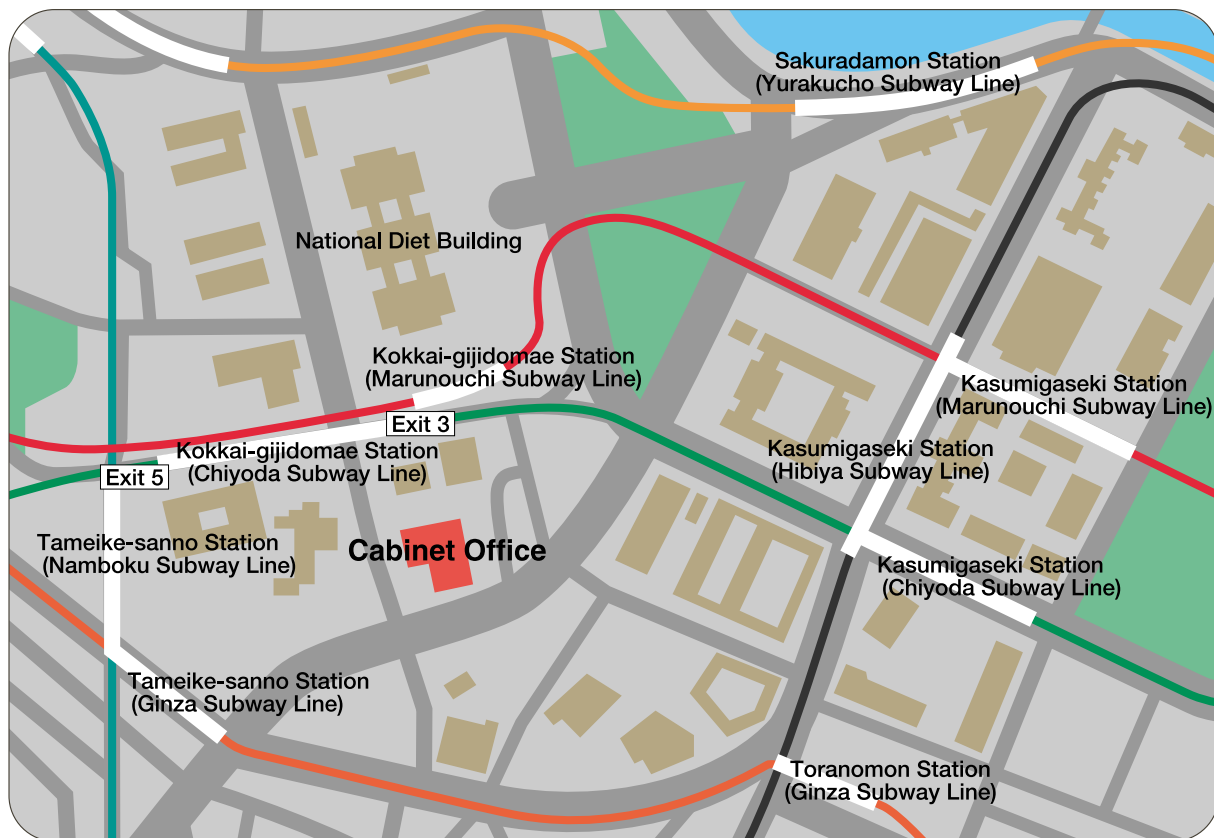 Sakuradamon Station
(Yurakucho Subway Line)
National Diet Building
Kokkai-gijidomae Station
(Marunouchi Subway Line)
Kasumigaseki Station
(Marunouchi Subway Line)
Exit 3
Kokkai-gijidomae Station
(Chiyoda Subway Line)
Kasumigaseki Station
(Hibiya Subway Line)
Exit 5
Tameike-sanno Station
(Namboku Subway Line)
Cabinet Office
Kasumigaseki Station
(Chiyoda Subway Line)
Tameike-sanno Station
(Ginza Subway Line)
Toranomon Station
(Ginza Subway Line)